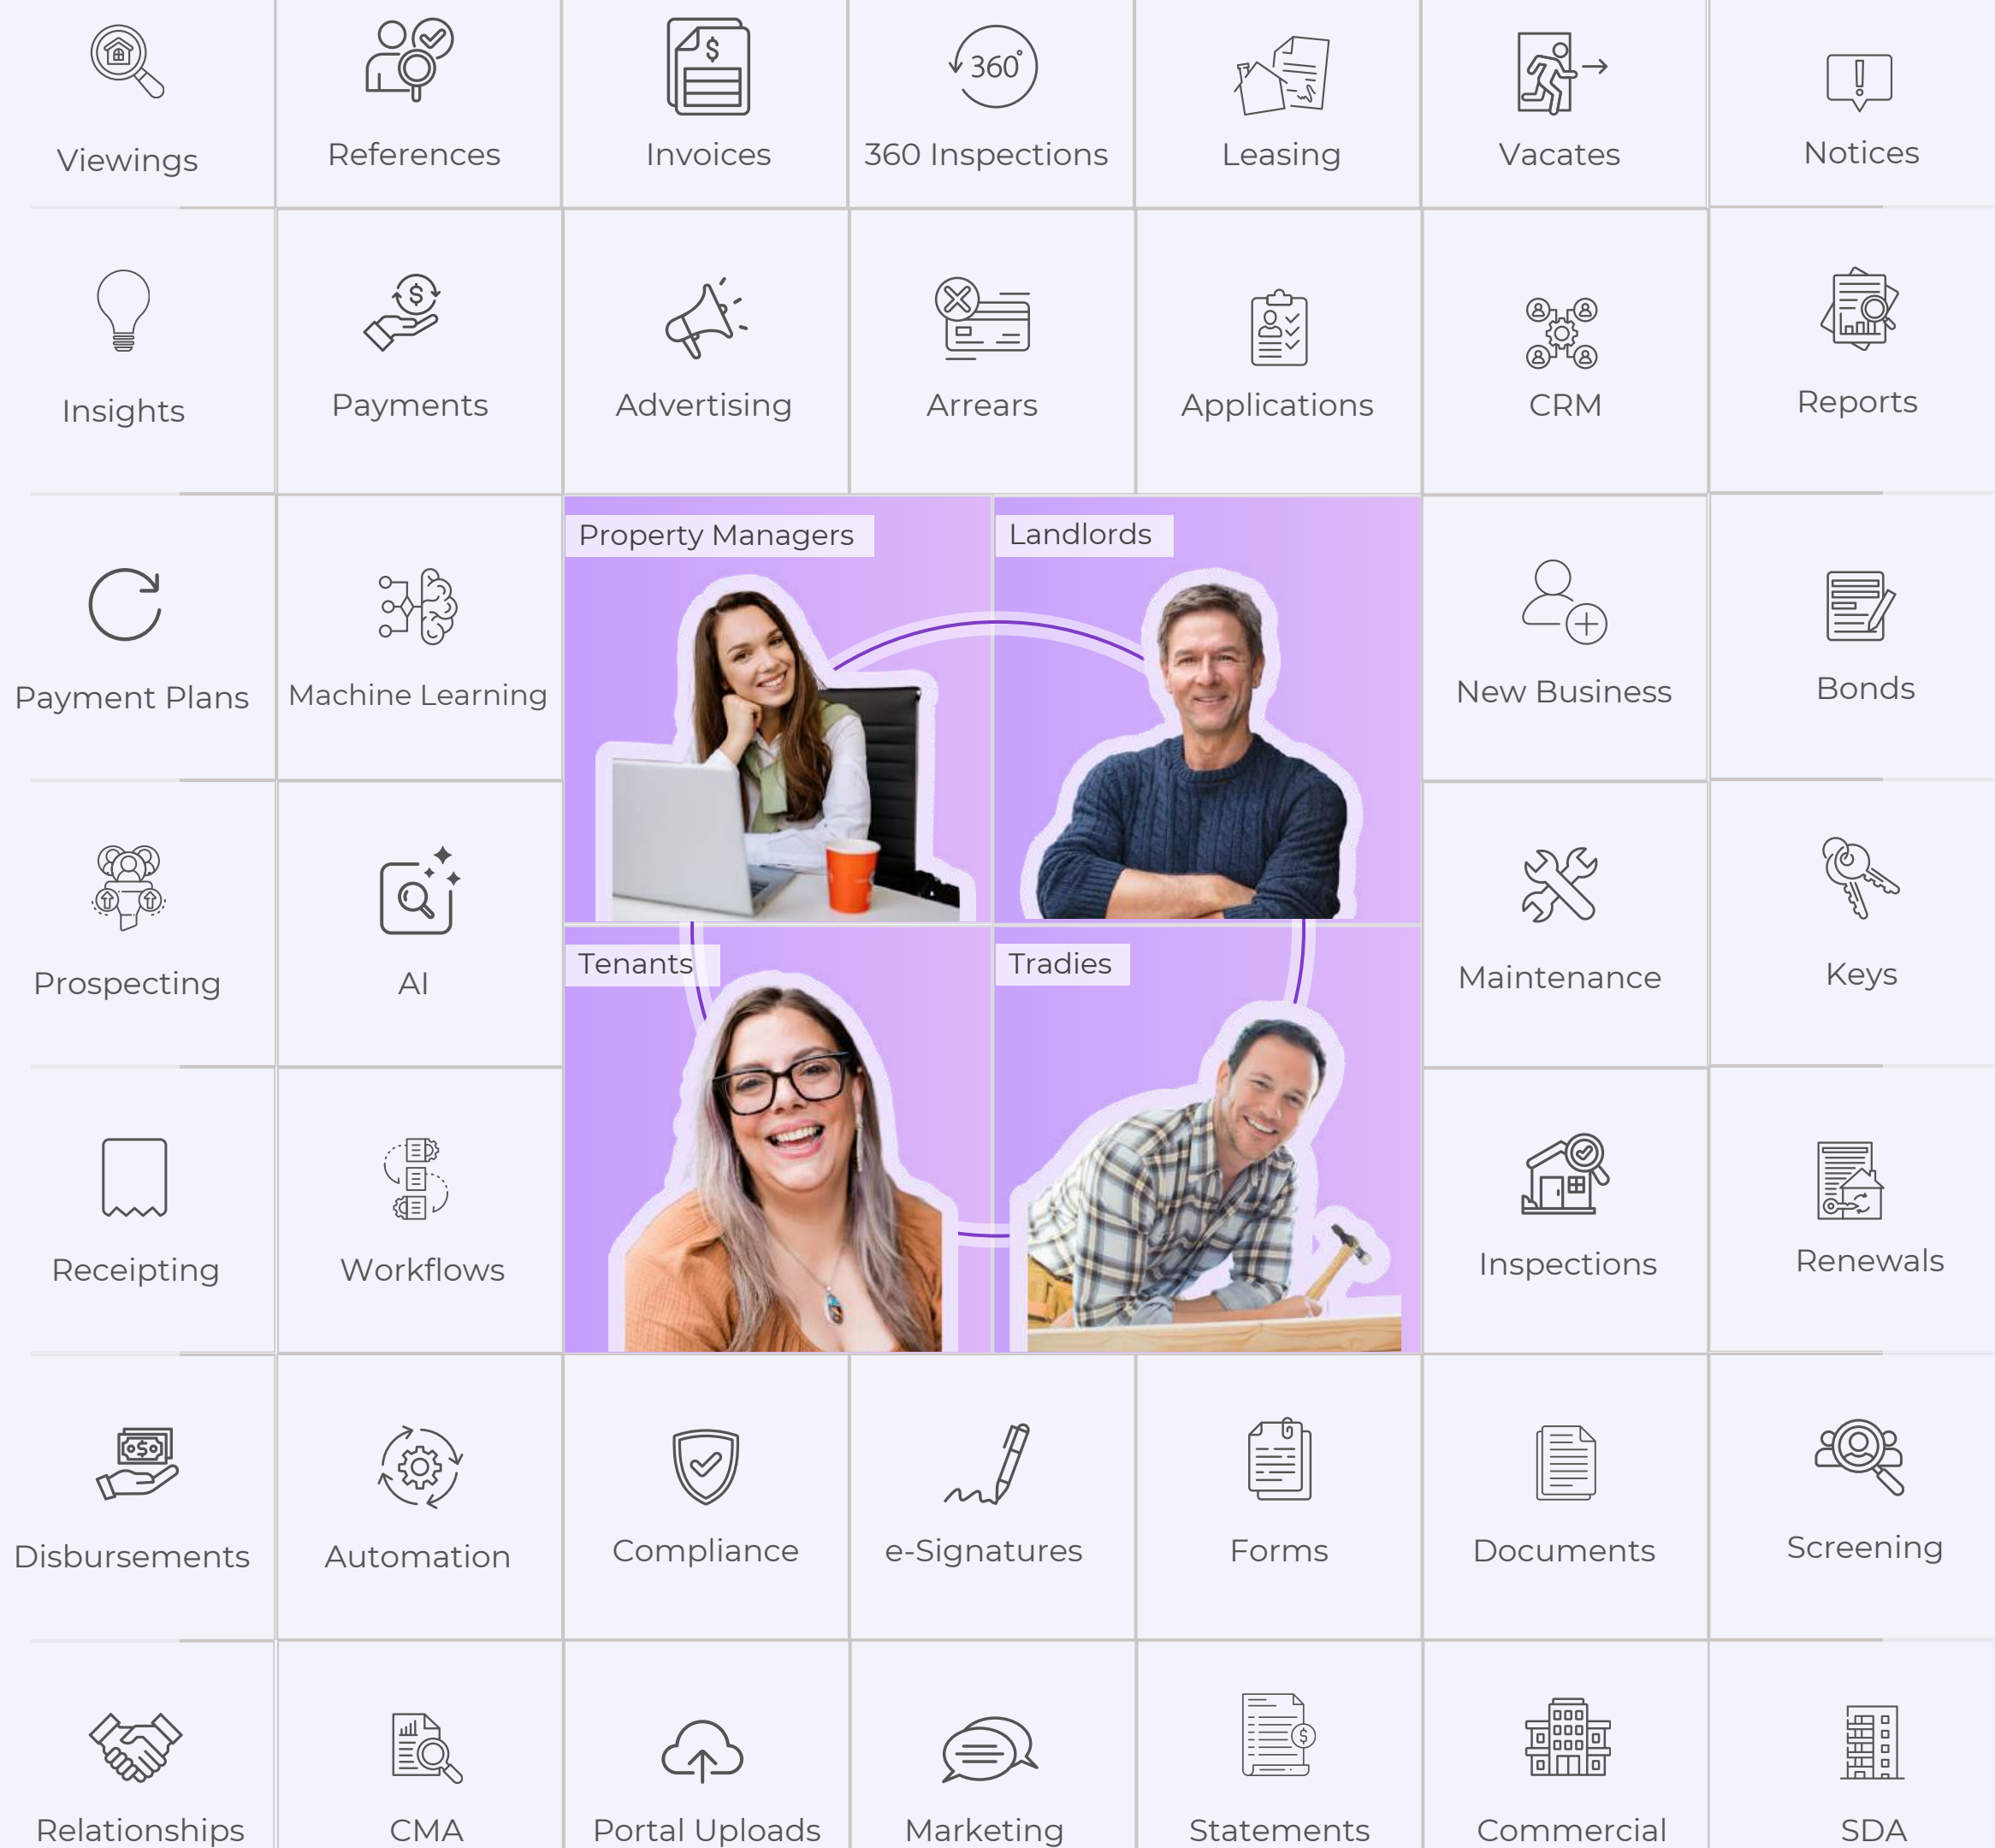 360°
Viewings
References
Invoices
360 Inspections
Leasing
Vacates
Notices
Insights
Payments
Advertising
Arrears
Applications
CRM
Reports
Property Managers
Landlords
Payment Plans
Machine Learning
New Business
Bonds
Prospecting
AI
Tenants
Tradies
Maintenance
Keys
Receipting
Workflows
Inspections
Renewals
Disbursements
Automation
Compliance
e-Signatures
Forms
Documents
Screening
Relationships
CMA
Portal Uploads
Marketing
Statements
Commercial
SDA